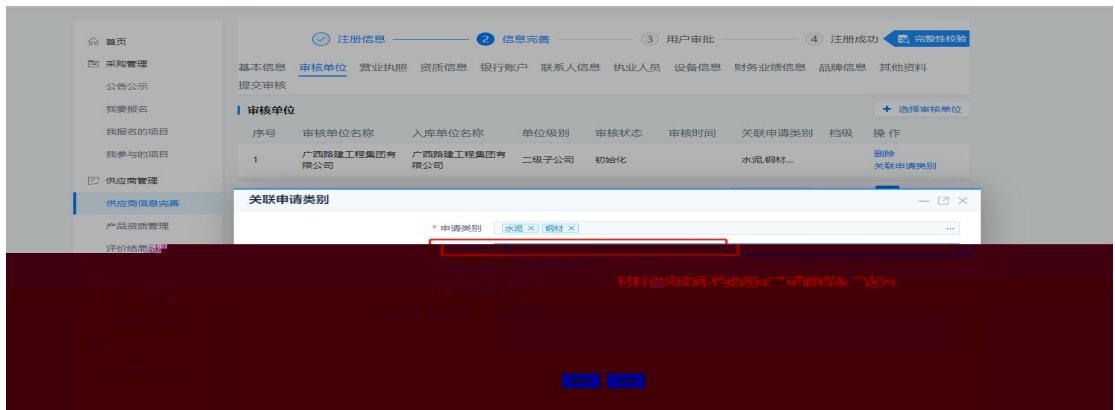 首页
注册信息 2 信息完善 3 用户审批 4 注册成功 完整性校验
采购管理
基本信息 审核单位 营业执照 资质信息 银行账户 联系人信息 执业人员 设备信息 财务业绩信息 品牌信息 其他资料
公告公示
提交审核
我要报名
审核单位 + 选择审核单位
我报名的项目
序号 审核单位名称 入库单位名称 单位级别 审核状态 审核时间 关联申请类别 档级 操作
我参与的项目
1 广西路建工程集团有限公司 广西路建工程集团有限公司 二级子公司 初始化 水泥,钢材... 删除
关联申请类别
供应商管理
供应商信息完善
关联申请类别
产品资质管理
* 申请类别 水泥 × 钢材 × ...
评价结果